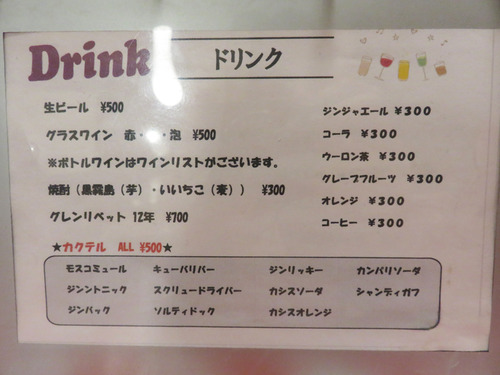 Drink ドリンク
生ビール ¥500
グラスワン 赤・・泡 ¥500
※ボトルワインはワインリストがございます。
焼酎（黒霧島（芋）・いいちこ（麦）） ¥300
グレンリベット 12年 ¥700
ジンジャエール ¥300
コーラ ¥300
ウーロン茶 ¥300
グレープフルーツ ¥300
オレンジ ¥300
コーヒー ¥300
★カクテル ALL ¥500★
モスコミュール キューバリバー ジンリッキー カンパリソーダ
ジンントニック スクリュードライバー カシスソーダ シャンディガフ
ジンバック ソルティドック カシスオレンジ